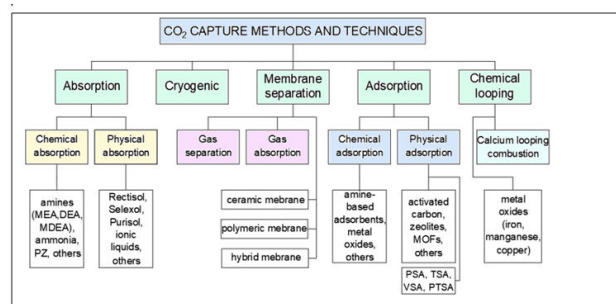 CO2 CAPTURE METHODS AND TECHNIQUES
Absorption
Cryogenic
Membrane
separation
Adsorption
Chemical
looping
Chemical
absorption
Physical
absorption
Gas
separation
Gas
absorption
Chemical
adsorption
Physical
adsorption
Calcium looping
combustion
amines
(MEA,DEA,
MDEA),
ammonia,
PZ, others
Rectisol,
Selexol,
Purisol,
ionic
liquids,
others
ceramic mebrane
polymeric mebrane
hybrid mebrane
amine-
based
adsorbents,
metal
oxides,
others
activated
carbon,
zeolites,
MOFs,
others
PSA, TSA,
VSA, PTSA
metal
oxides
(iron,
manganese,
copper)